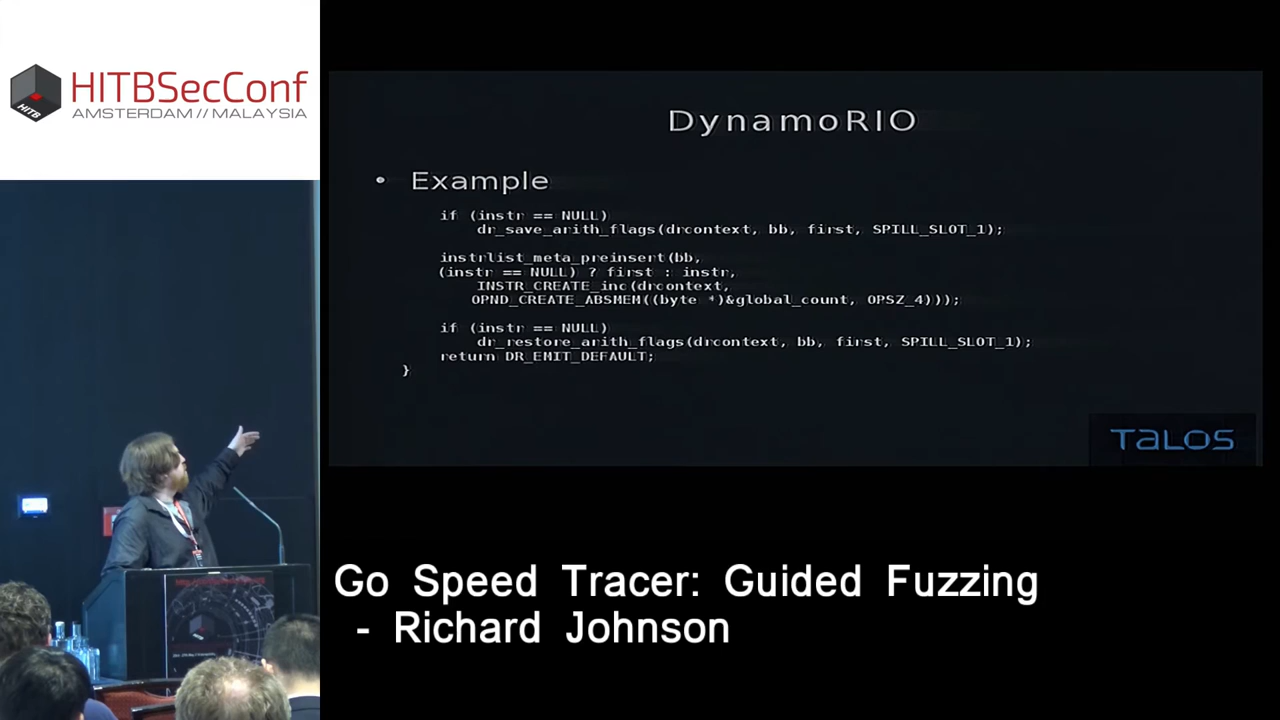 HITBSecConf
AMSTERDAM // MALAYSIA
HITB
DynamoRIO
• Example
if (instr == NULL)
dr_save_arith_flags(drcontext, bb, first, SPILL_SLOT_1);
instrlist_meta_preinsert(bb,
(instr == NULL) ? first : instr,
INSTR_CREATE_inc(drcontext,
OPND_CREATE_ABSMEM((byte *)&global_count, OPSZ_4)));
if (instr == NULL)
dr_restore_arith_flags(drcontext, bb, first, SPILL_SLOT_1);
return DR_EMIT_DEFAULT;
}
TALOS
Go Speed Tracer: Guided Fuzzing
- Richard Johnson